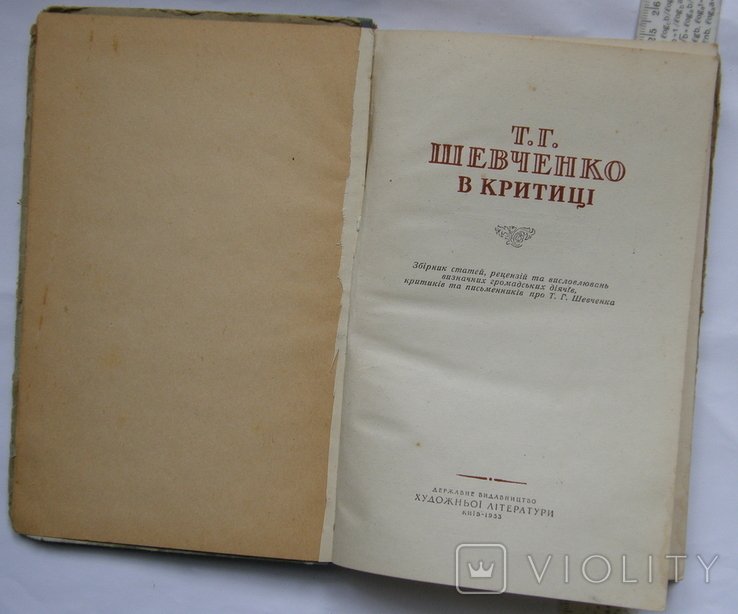 Т.Г.
ШЕВЧЕНКО
В КРИТИЦІ
Збірник статей, рецензій та висловлювань
визначних громадських діячів,
критиків та письменників про Т. Г. Шевченка
ДЕРЖАВНЕ ВИДАВНИЦТВО
ХУДОЖНЬОЇ ЛІТЕРАТУРИ
КИЇВ-1953
VIOLITY